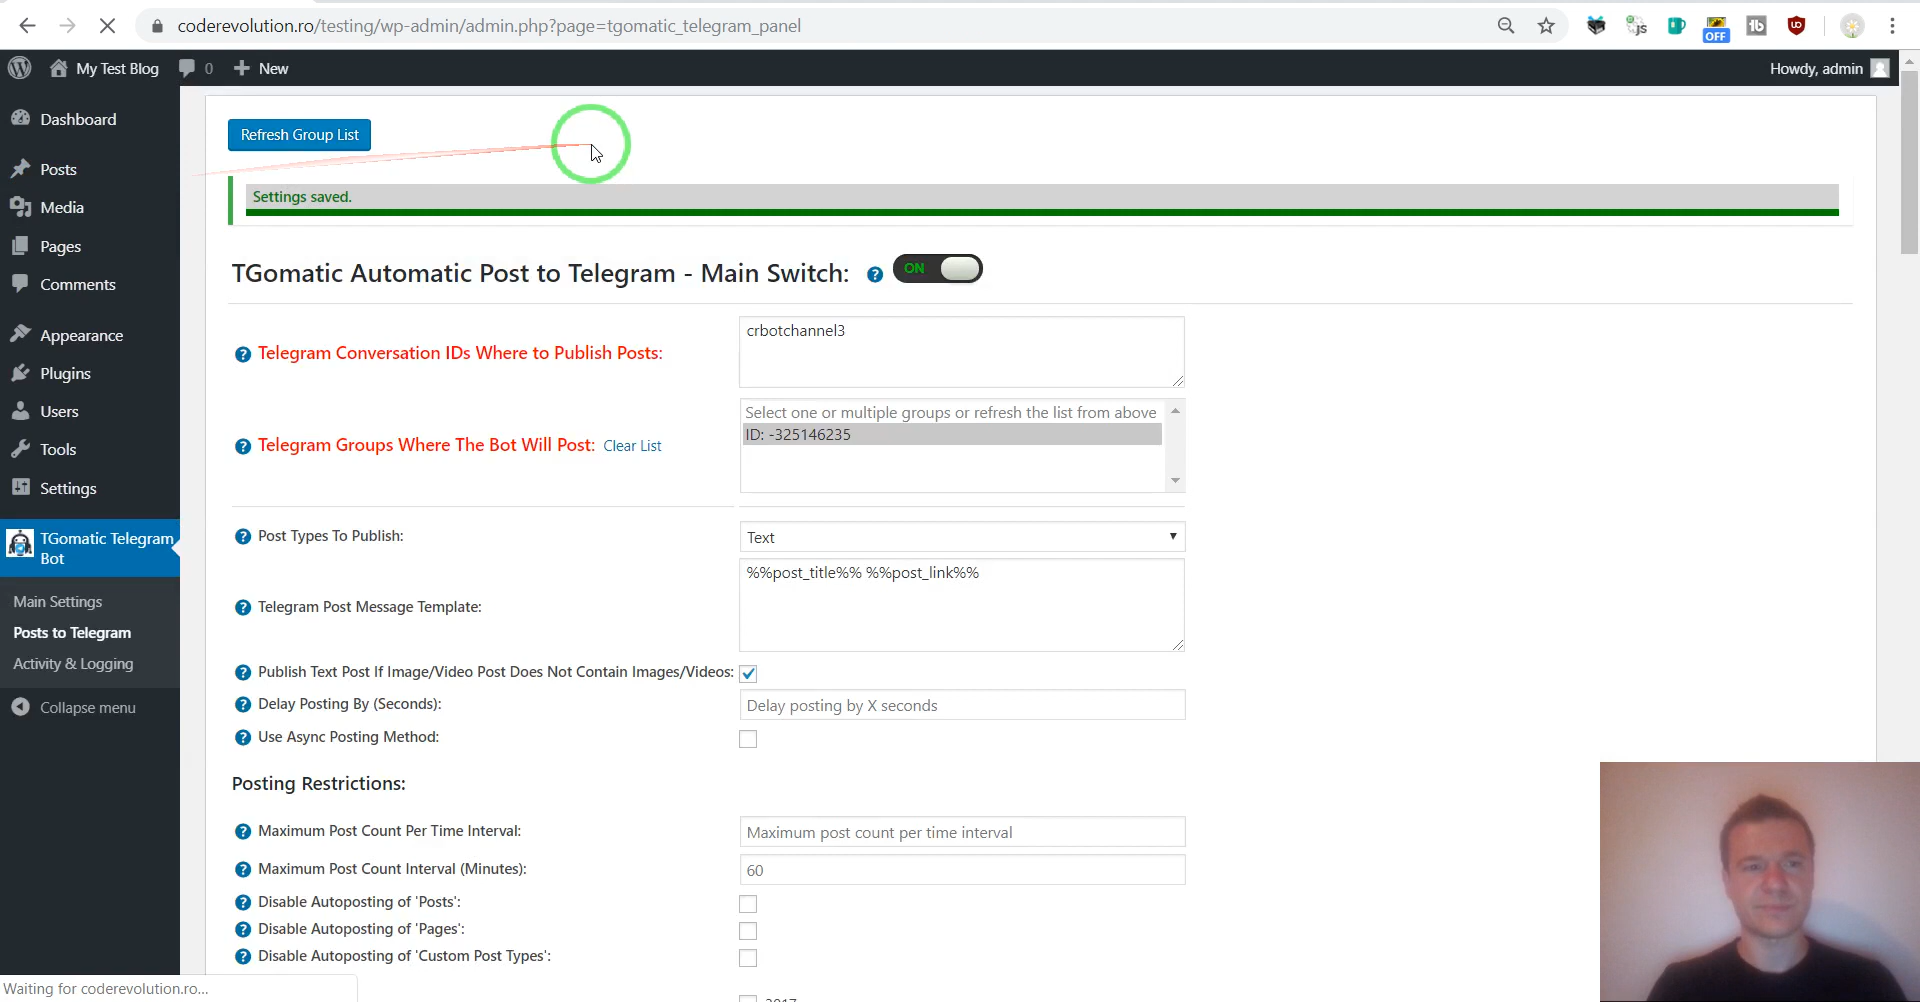 coderevolution.ro/testing/wp-admin/admin.php?page=tgomatic_telegram_panel
OFF
My Test Blog
0
New
Howdy, admin
Dashboard
Posts
Media
Pages
Comments
Appearance
Plugins
Users
Tools
Settings
TGomatic Telegram
Bot
Main Settings
Posts to Telegram
Activity & Logging
Collapse menu
Refresh Group List
Settings saved.
TGomatic Automatic Post to Telegram - Main Switch: ? ON
? Telegram Conversation IDs Where to Publish Posts:
crbotchannel3
? Telegram Groups Where The Bot Will Post: Clear List
Select one or multiple groups or refresh the list from above
ID: -325146235
? Post Types To Publish:
Text
? Telegram Post Message Template:
%%post_title%% %%post_link%%
? Publish Text Post If Image/Video Post Does Not Contain Images/Videos:
? Delay Posting By (Seconds):
Delay posting by X seconds
? Use Async Posting Method:
Posting Restrictions:
? Maximum Post Count Per Time Interval:
Maximum post count per time interval
? Maximum Post Count Interval (Minutes):
60
? Disable Autoposting of 'Posts':
? Disable Autoposting of 'Pages':
? Disable Autoposting of 'Custom Post Types':
Waiting for coderevolution.ro...